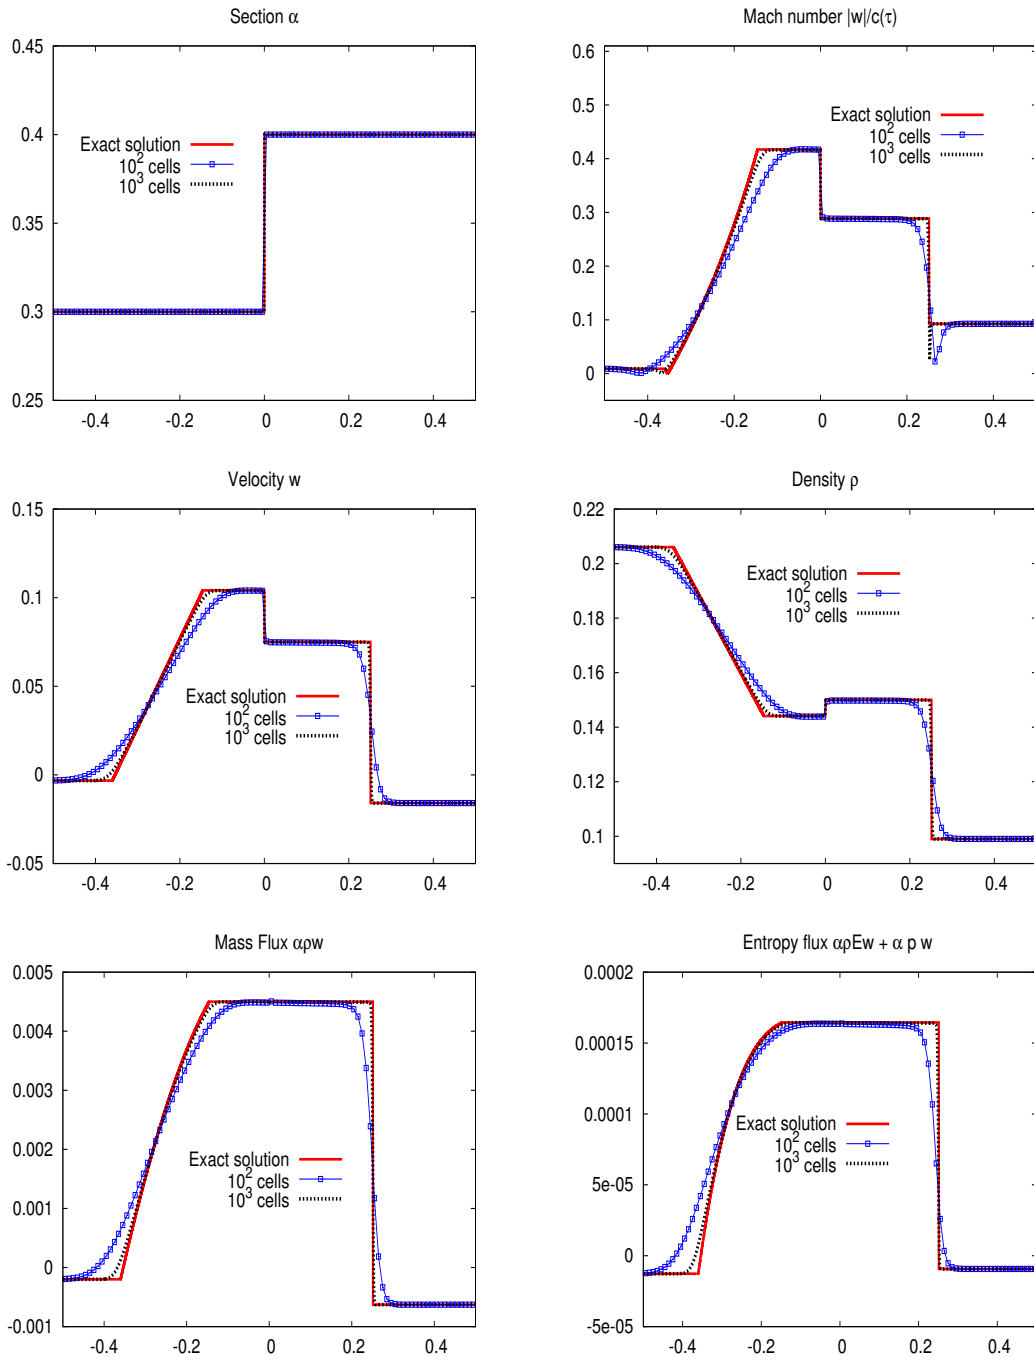 Section α
0.45
0.4
0.35
0.3
0.25
Exact solution
10² cells
10³ cells
-0.4 -0.2 0 0.2 0.4
Mach number |w|/c(τ)
0.6
0.5
0.4
0.3
0.2
0.1
0
Exact solution
10² cells
10³ cells
-0.4 -0.2 0 0.2 0.4
Velocity w
0.15
0.1
0.05
0
-0.05
Exact solution
10² cells
10³ cells
-0.4 -0.2 0 0.2 0.4
Density ρ
0.22
0.2
0.18
0.16
0.14
0.12
0.1
Exact solution
10² cells
10³ cells
-0.4 -0.2 0 0.2 0.4
Mass Flux αρw
0.005
0.004
0.003
0.002
0.001
0
-0.001
Exact solution
10² cells
10³ cells
-0.4 -0.2 0 0.2 0.4
Entropy flux αρEw + α p w
0.0002
0.00015
0.0001
5e-05
0
-5e-05
Exact solution
10² cells
10³ cells
-0.4 -0.2 0 0.2 0.4